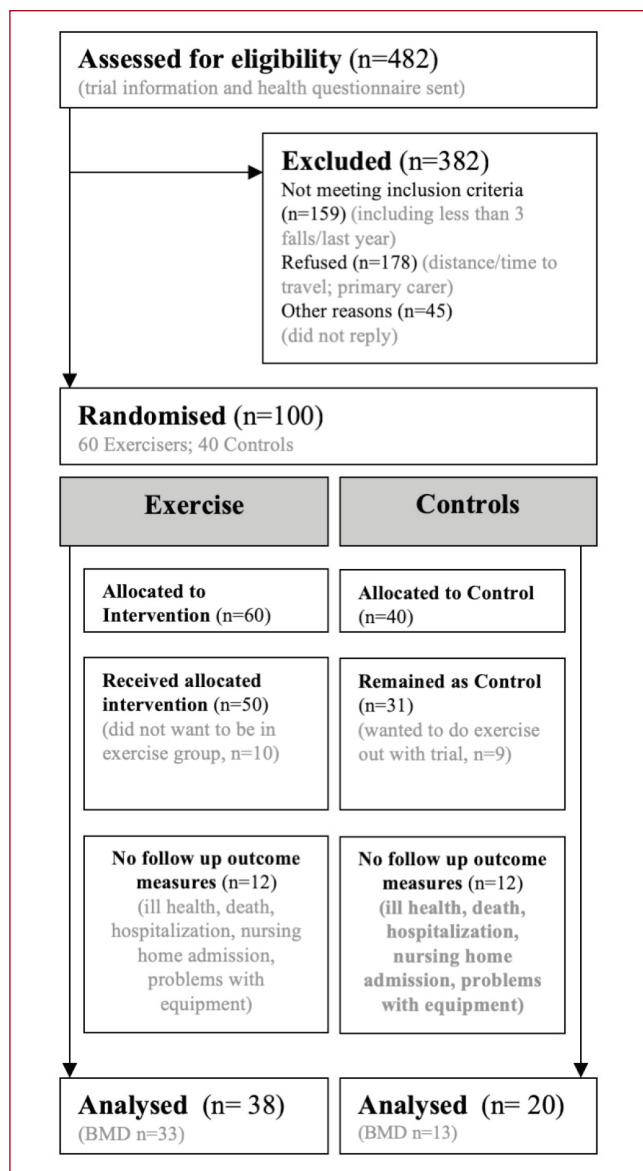 Assessed for eligibility (n=482)
(trial information and health questionnaire sent)
Excluded (n=382)
Not meeting inclusion criteria
(n=159) (including less than 3
falls/last year)
Refused (n=178) (distance/time to
travel; primary carer)
Other reasons (n=45)
(did not reply)
Randomised (n=100)
60 Exercisers; 40 Controls
Exercise
Controls
Allocated to
Intervention (n=60)
Allocated to Control
(n=40)
Received allocated
intervention (n=50)
(did not want to be in
exercise group, n=10)
Remained as Control
(n=31)
(wanted to do exercise
out with trial, n=9)
No follow up outcome
measures (n=12)
(ill health, death,
hospitalization, nursing
home admission,
problems with
equipment)
No follow up outcome
measures (n=12)
(ill health, death,
hospitalization,
nursing home
admission, problems
with equipment)
Analysed (n= 38)
(BMD n=33)
Analysed (n= 20)
(BMD n=13)